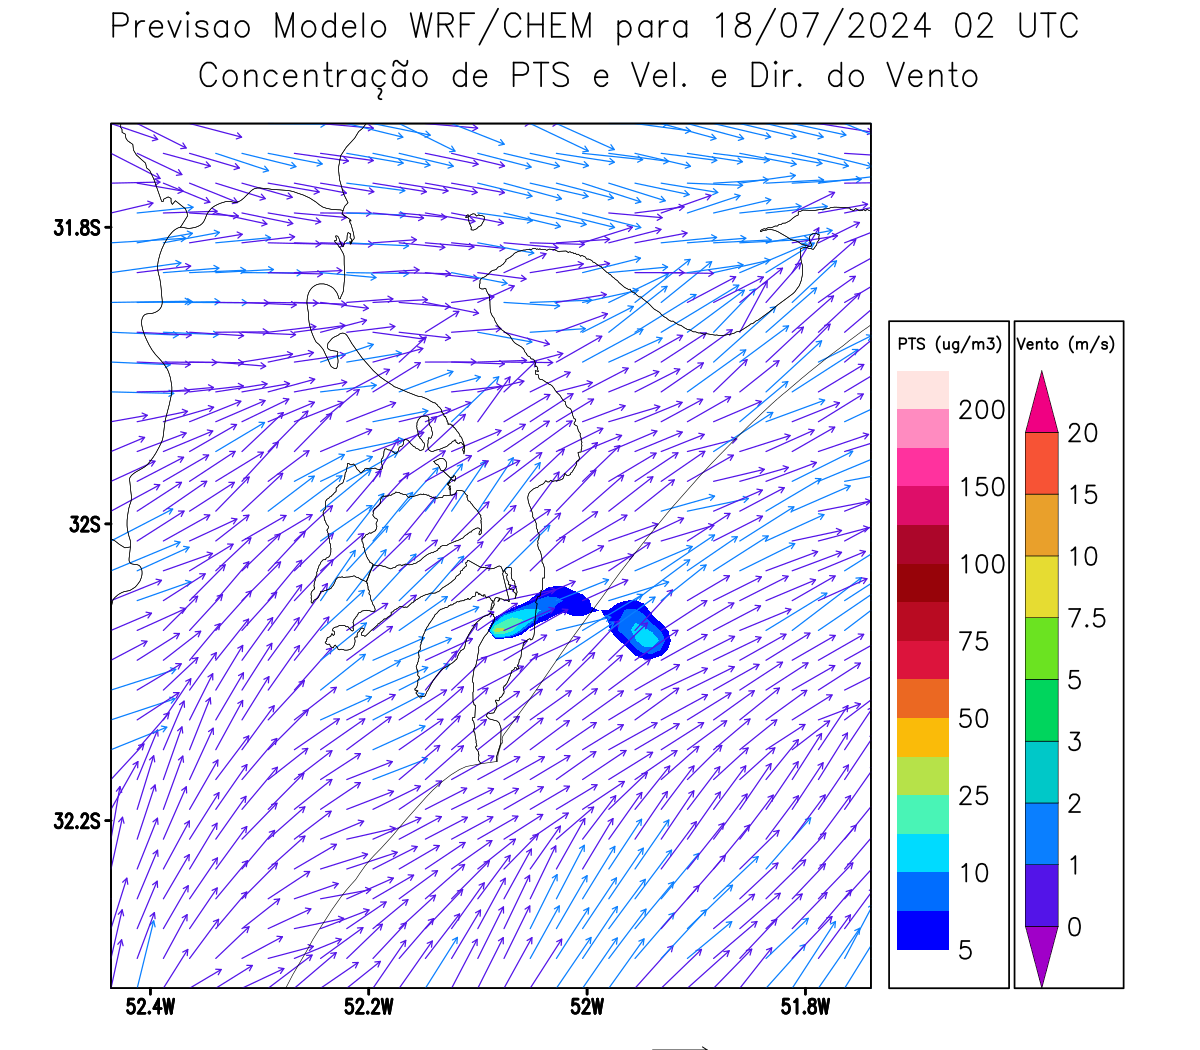 Previsao Modelo WRF/CHEM para 18/07/2024 02 UTC
Concentração de PTS e Vel. e Dir. do Vento
31.8S
32S
32.2S
52.4W
52.2W
52W
51.8W
PTS (ug/m3)
200
150
100
75
50
25
10
5
Vento (m/s)
20
15
10
7.5
5
3
2
1
0